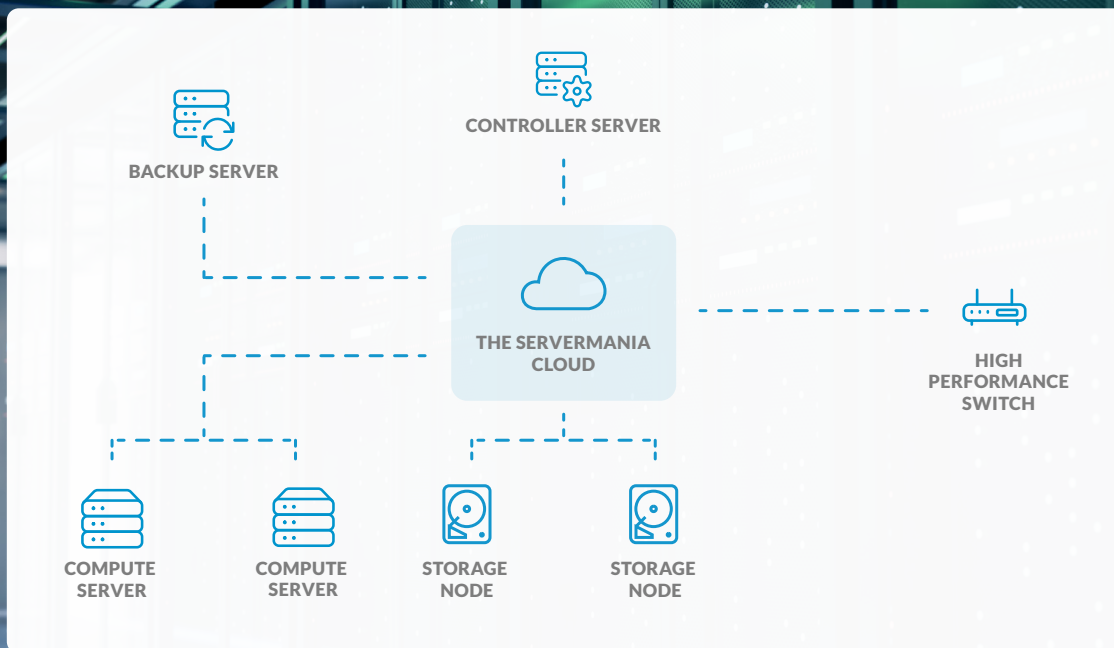 CONTROLLER SERVER
BACKUP SERVER
THE SERVERMANIA
CLOUD
HIGH
PERFORMANCE
SWITCH
COMPUTE
SERVER
COMPUTE
SERVER
STORAGE
NODE
STORAGE
NODE